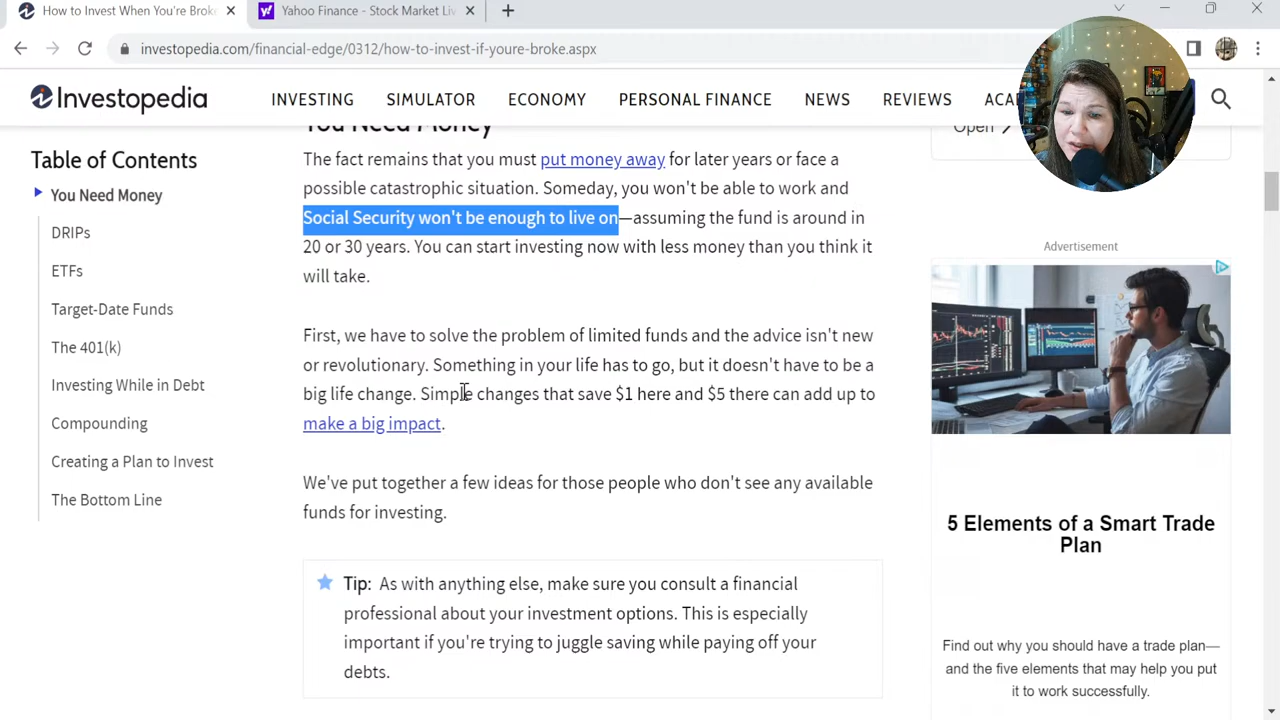 How to Invest When You're Broke
Yahoo Finance - Stock Market Liv
investopedia.com/financial-edge/0312/how-to-invest-if-youre-broke.aspx
Investopedia
INVESTING
SIMULATOR
ECONOMY
PERSONAL FINANCE
NEWS
REVIEWS
ACA
You Need Money
Open
Table of Contents
You Need Money
DRIPs
ETFs
Target-Date Funds
The 401(k)
Investing While in Debt
Compounding
Creating a Plan to Invest
The Bottom Line
The fact remains that you must put money away for later years or face a
possible catastrophic situation. Someday, you won't be able to work and
Social Security won't be enough to live on—assuming the fund is around in
20 or 30 years. You can start investing now with less money than you think it
will take.
First, we have to solve the problem of limited funds and the advice isn't new
or revolutionary. Something in your life has to go, but it doesn't have to be a
big life change. Simple changes that save $1 here and $5 there can add up to
make a big impact.
We've put together a few ideas for those people who don't see any available
funds for investing.
Tip: As with anything else, make sure you consult a financial
professional about your investment options. This is especially
important if you're trying to juggle saving while paying off your
debts.
Advertisement
5 Elements of a Smart Trade
Plan
Find out why you should have a trade plan—
and the five elements that may help you put
it to work successfully.